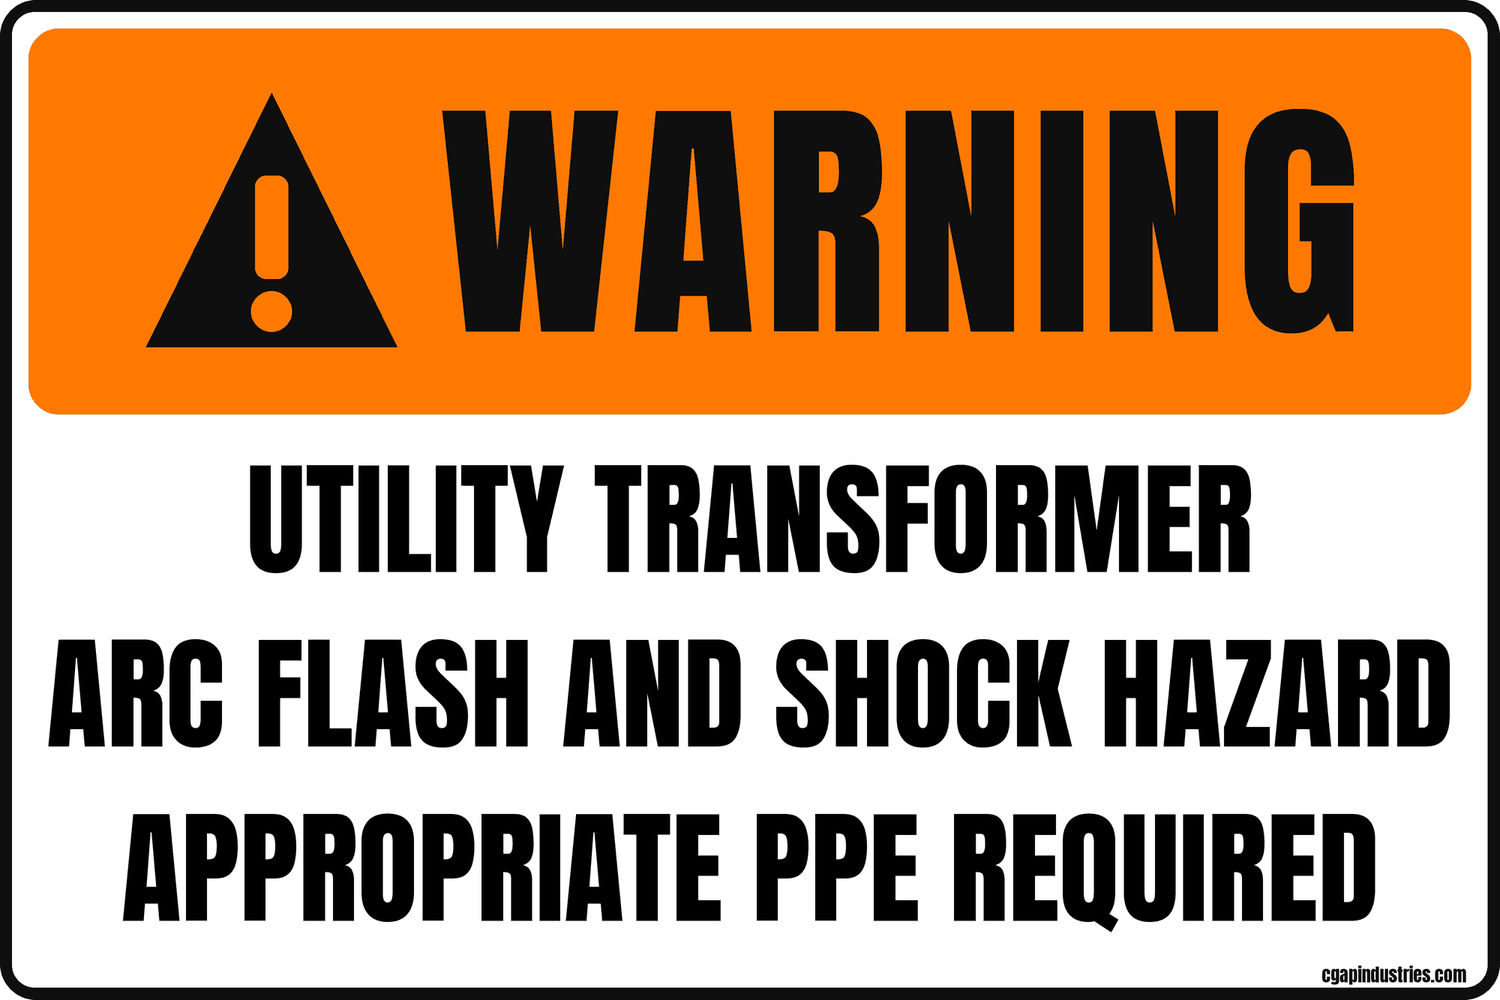 WARNING
UTILITY TRANSFORMER
ARC FLASH AND SHOCK HAZARD
APPROPRIATE PPE REQUIRED
cgapindustries.com